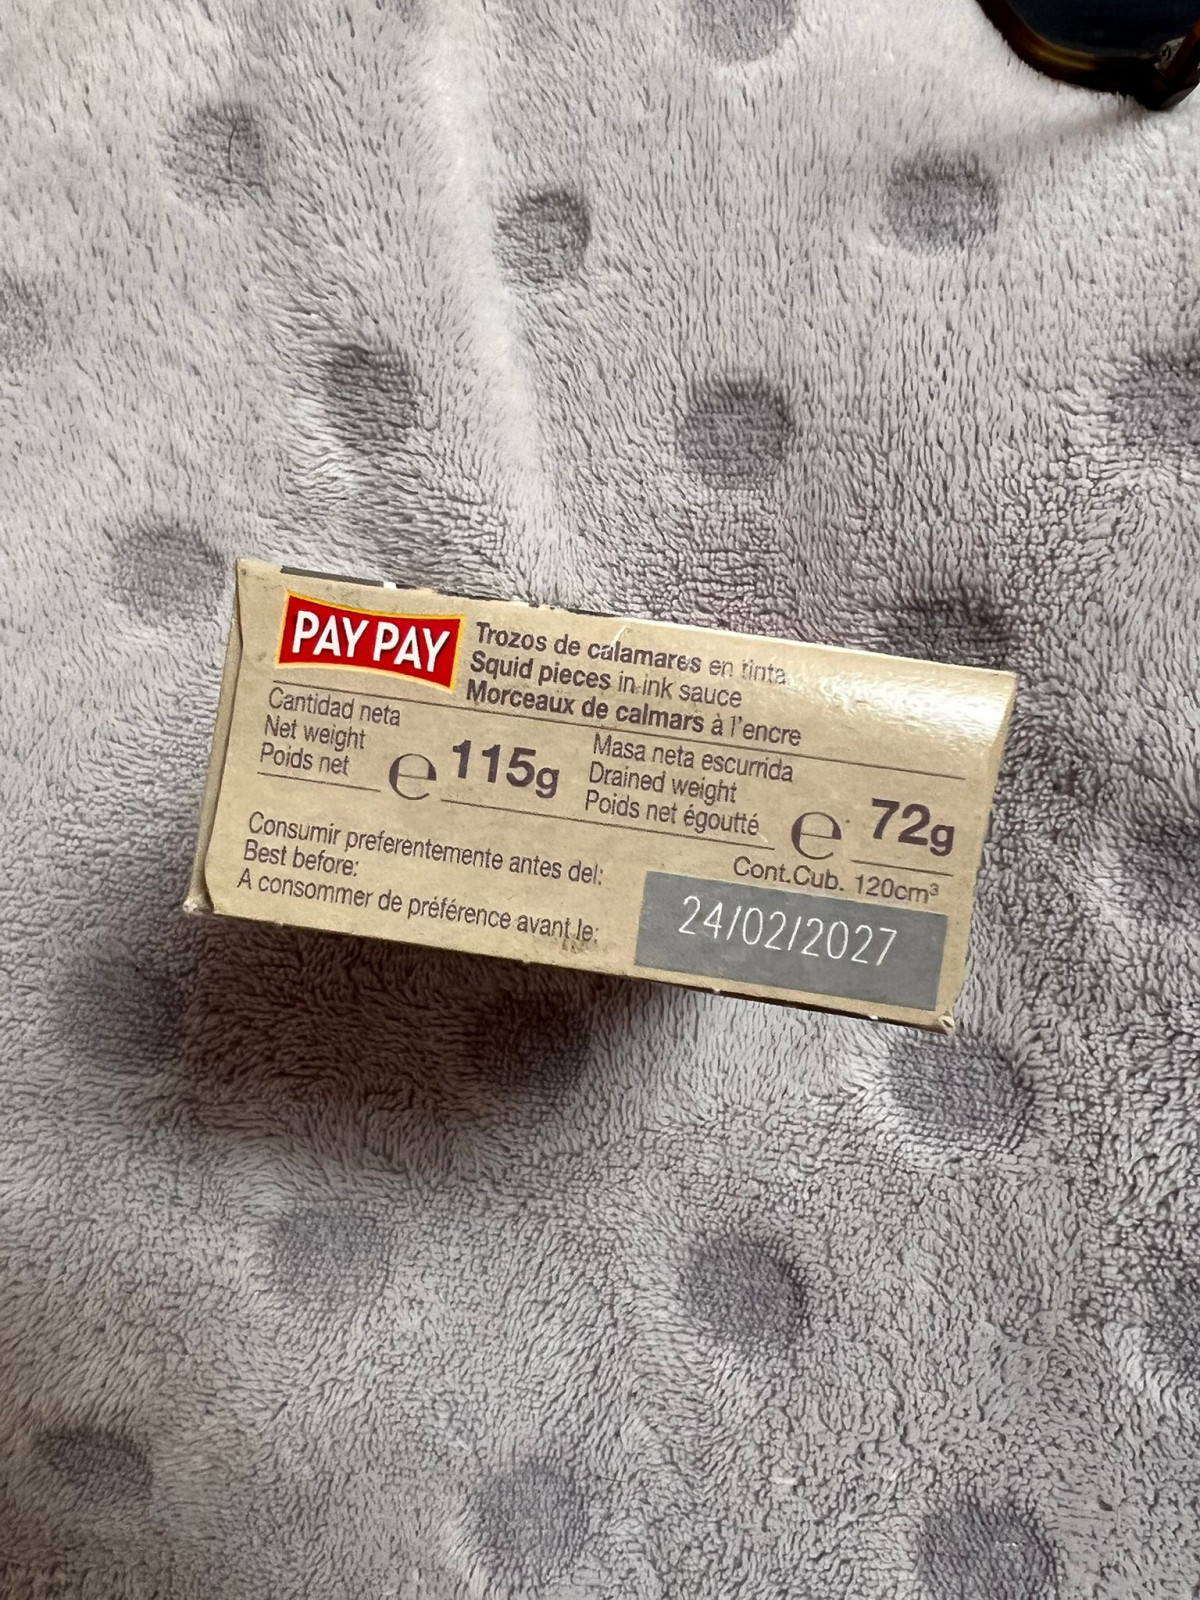 PAY PAY
Trozos de calamares en tinta
Squid pieces in ink sauce
Morceaux de calmars à l'encre
Cantidad neta
Net weight
Poids net
e 115g
Masa neta escurrida
Drained weight
Poids net égoutté
e 72g
Cont.Cub. 120cm³
Consumir preferentemente antes del:
Best before:
A consommer de préférence avant le:
24/02/2027